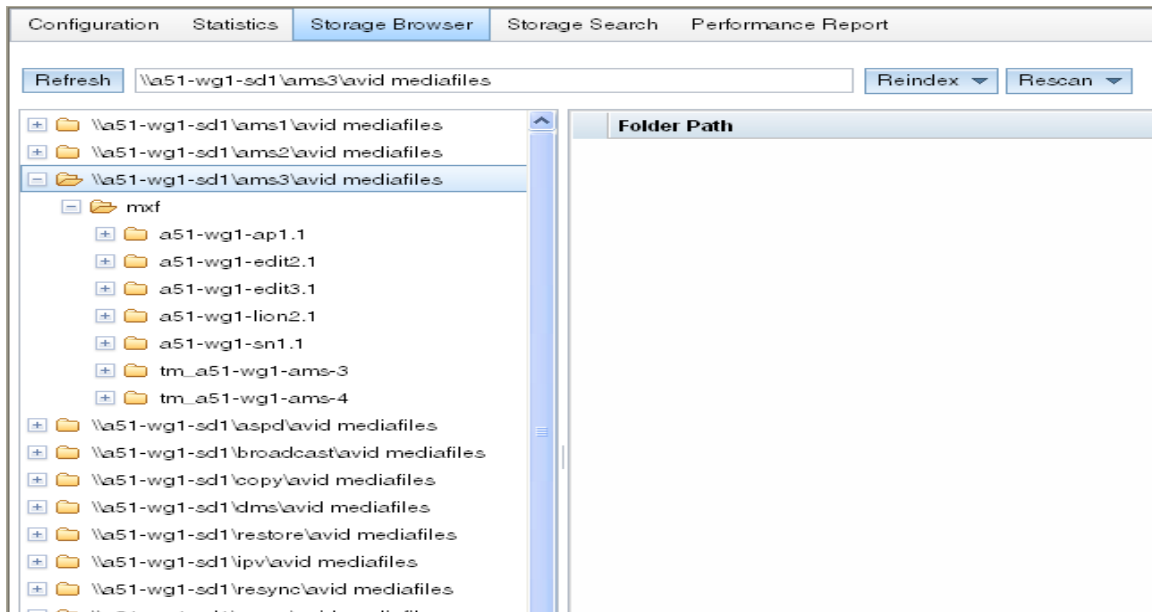 Configuration Statistics Storage Browser Storage Search Performance Report
Refresh \\a51-wg1-sd1\ams3\avid mediafiles Reindex Rescan
\\a51-wg1-sd1\ams1\avid mediafiles
Folder Path
\\a51-wg1-sd1\ams2\avid mediafiles
\\a51-wg1-sd1\ams3\avid mediafiles
mxf
a51-wg1-ap1.1
a51-wg1-edit2.1
a51-wg1-edit3.1
a51-wg1-lion2.1
a51-wg1-sn1.1
tm_a51-wg1-ams-3
tm_a51-wg1-ams-4
\\a51-wg1-sd1\aspd\avid mediafiles
\\a51-wg1-sd1\broadcast\avid mediafiles
\\a51-wg1-sd1\copy\avid mediafiles
\\a51-wg1-sd1\dms\avid mediafiles
\\a51-wg1-sd1\restore\avid mediafiles
\\a51-wg1-sd1\ipv\avid mediafiles
\\a51-wg1-sd1\resync\avid mediafiles